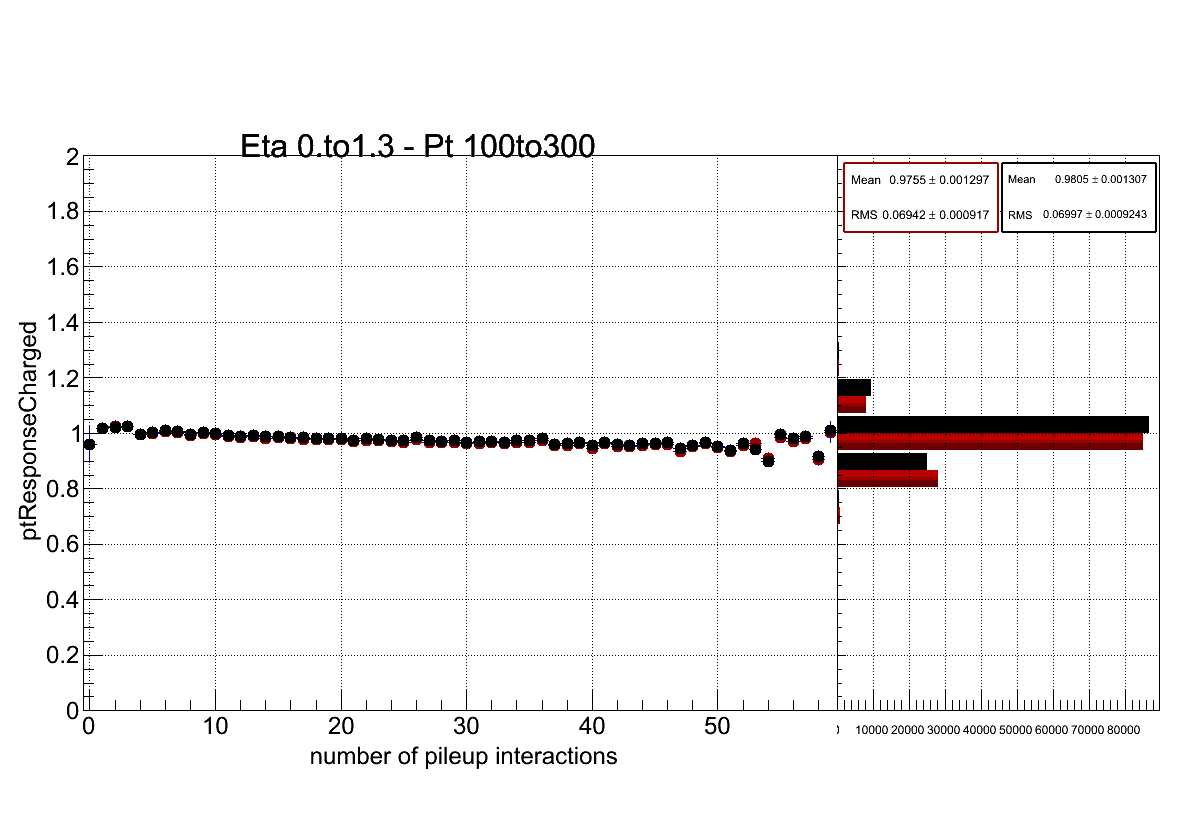 Eta 0.to1.3 - Pt 100to300
ptResponseCharged
2
1.8
1.6
1.4
1.2
1
0.8
0.6
0.4
0.2
0
0 10 20 30 40 50
number of pileup interactions
Mean 0.9755 ± 0.001297
RMS 0.06942 ± 0.000917
Mean 0.9805 ± 0.001307
RMS 0.06997 ± 0.0009243
10000 20000 30000 40000 50000 60000 70000 80000